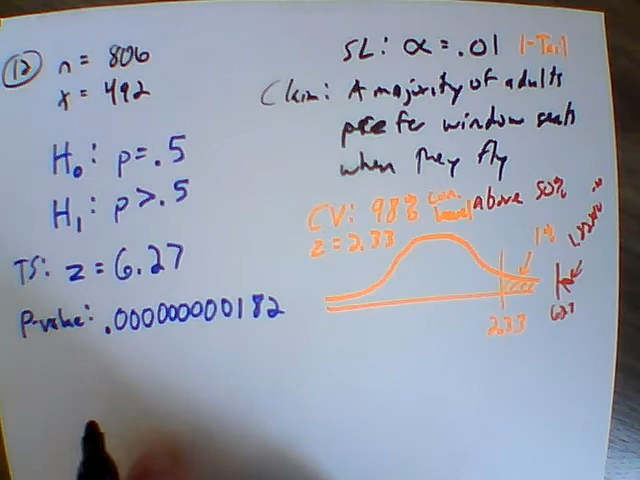 12 n = 806
x = 492
SL: α = .01 1-Tail
Claim: A majority of adults
prefer window seats
when they fly
above 50%
H₀: p = .5
H₁: p > .5
CV: 98% con. level
z = 2.33
TS: z = 6.27
p-value: .000000000182
1%
2.33
6.27